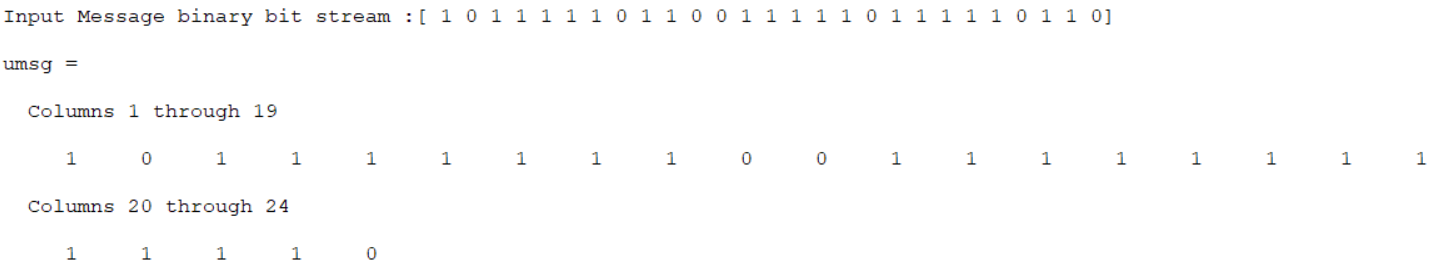 Input Message binary bit stream :[ 1 0 1 1 1 1 1 0 1 1 0 0 1 1 1 1 1 0 1 1 1 1 1 0 1 1 0]
umsg =
Columns 1 through 19
1 0 1 1 1 1 1 1 1 0 0 1 1 1 1 1 1 1 1
Columns 20 through 24
1 1 1 1 0